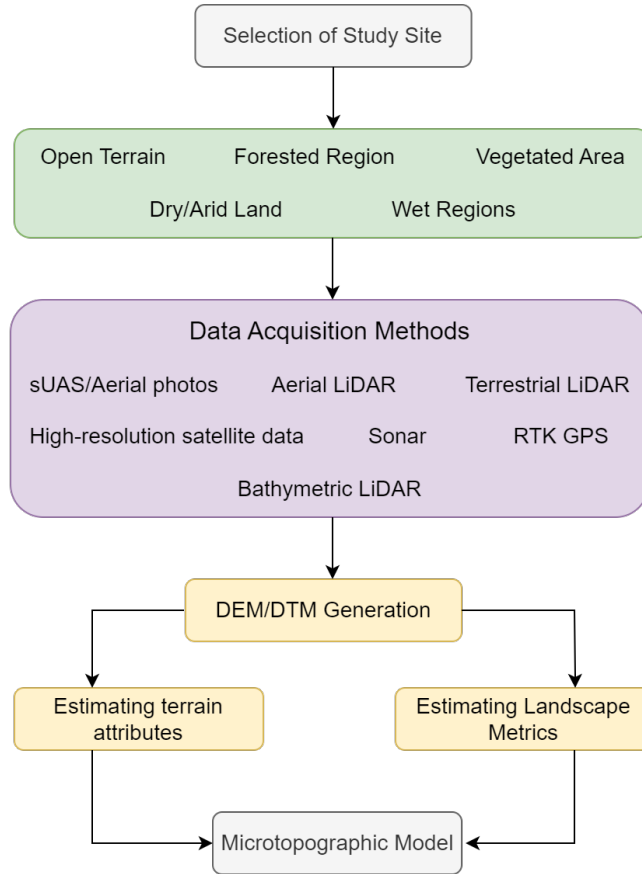 Selection of Study Site
Open Terrain Forested Region Vegetated Area
Dry/Arid Land Wet Regions
Data Acquisition Methods
sUAS/Aerial photos Aerial LiDAR Terrestrial LiDAR
High-resolution satellite data Sonar RTK GPS
Bathymetric LiDAR
DEM/DTM Generation
Estimating terrain
attributes
Estimating Landscape
Metrics
Microtopographic Model